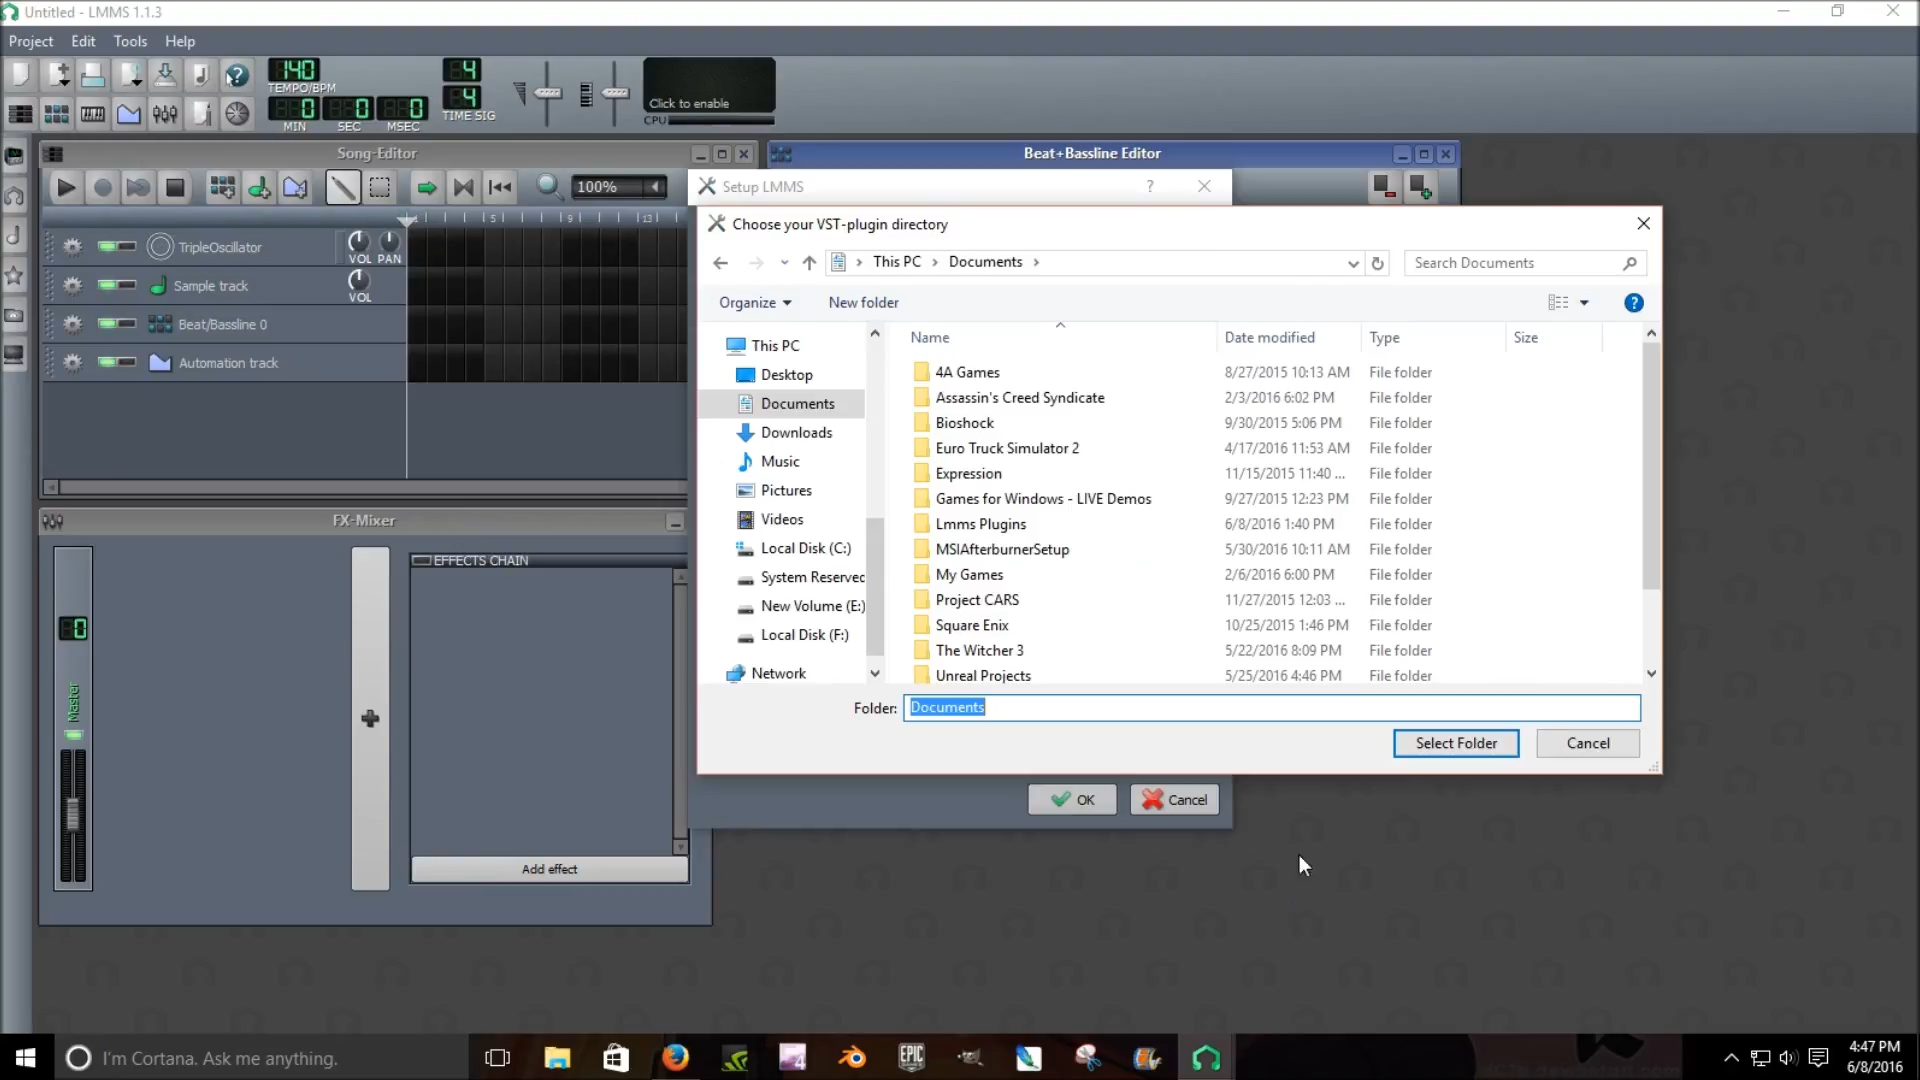 Untitled - LMMS 1.1.3
Project Edit Tools Help
140
TEMPO/BPM
4
4
TIME SIG
0 0 0
MIN SEC MSEC
Click to enable
CPU
Song-Editor
Beat+Bassline Editor
100%
Setup LMMS
5 9 13
TripleOscillator
VOL PAN
Sample track
VOL
Beat/Bassline 0
Automation track
Choose your VST-plugin directory
This PC > Documents >
Search Documents
Organize
New folder
This PC
Desktop
Documents
Downloads
Music
Pictures
Videos
Local Disk (C:)
System Reserved
New Volume (E:)
Local Disk (F:)
Network
Name Date modified Type Size
4A Games 8/27/2015 10:13 AM File folder
Assassin's Creed Syndicate 2/3/2016 6:02 PM File folder
Bioshock 9/30/2015 5:06 PM File folder
Euro Truck Simulator 2 4/17/2016 11:53 AM File folder
Expression 11/15/2015 11:40 ... File folder
Games for Windows - LIVE Demos 9/27/2015 12:23 PM File folder
Lmms Plugins 6/8/2016 1:40 PM File folder
MSIAfterburnerSetup 5/30/2016 10:11 AM File folder
My Games 2/6/2016 6:00 PM File folder
Project CARS 11/27/2015 12:03 ... File folder
Square Enix 10/25/2015 1:46 PM File folder
The Witcher 3 5/22/2016 8:09 PM File folder
Unreal Projects 5/25/2016 4:46 PM File folder
Folder: Documents
Select Folder
Cancel
OK
Cancel
FX-Mixer
EFFECTS CHAIN
0
Master
Add effect
I'm Cortana. Ask me anything.
EPIC
GAMES
4:47 PM
6/8/2016